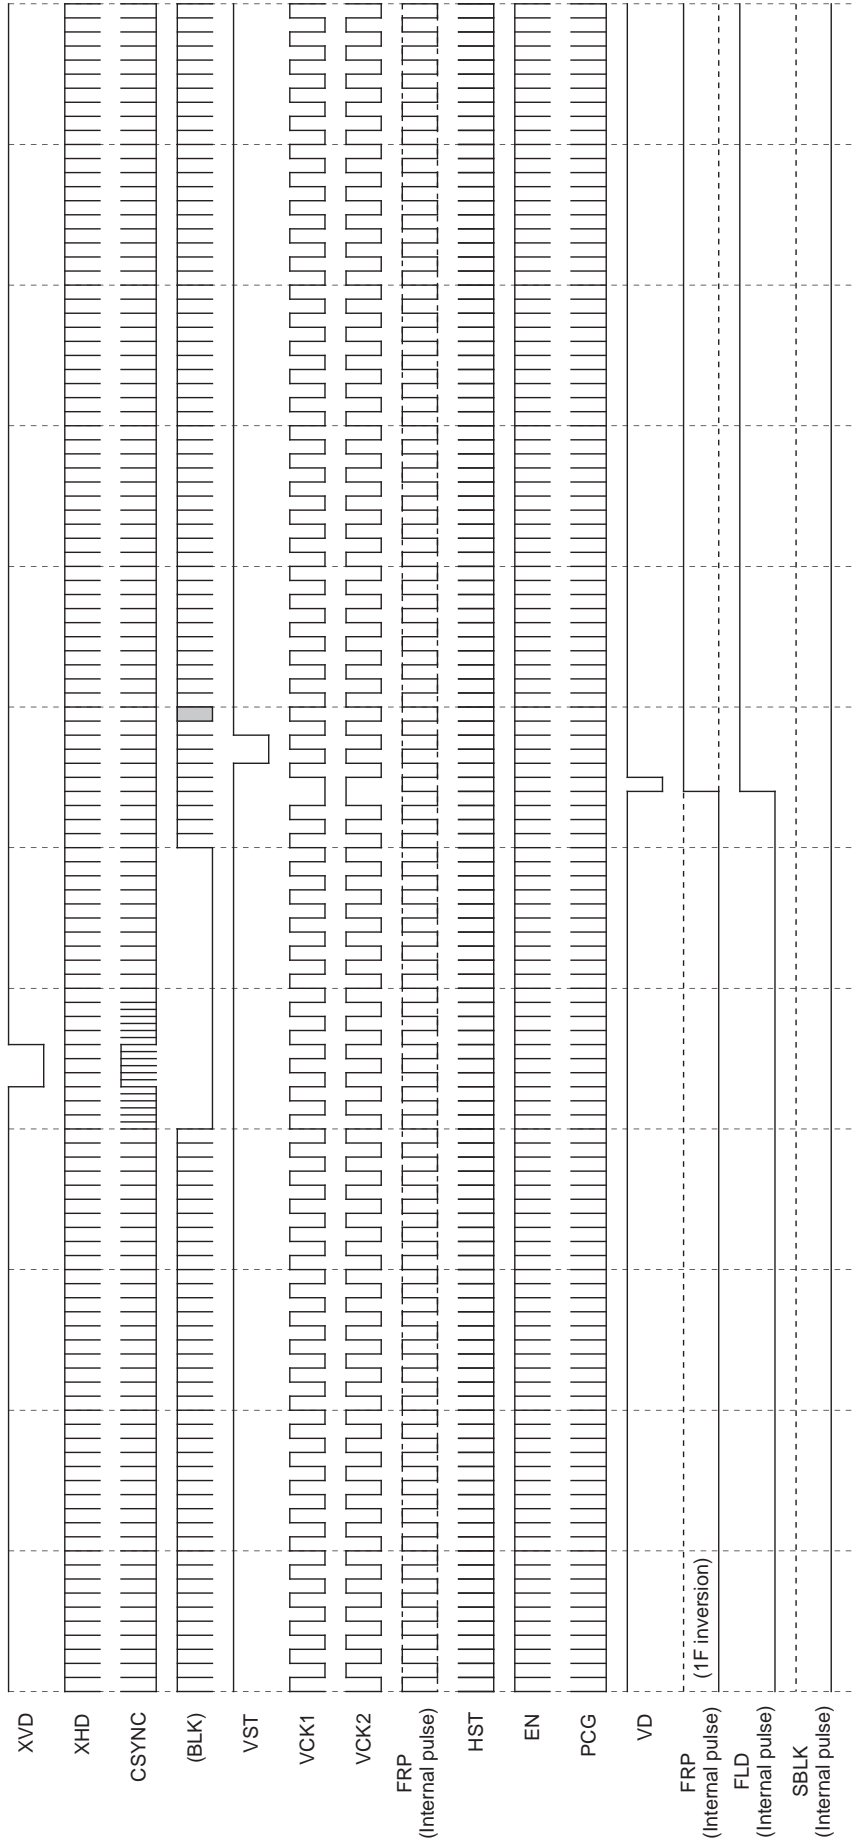 XVD
XHD
CSYNC
(BLK)
VST
VCK1
VCK2
FRP
(Internal pulse)
HST
EN
PCG
VD
FRP
(Internal pulse)
(1F inversion)
FLD
(Internal pulse)
SBLK
(Internal pulse)